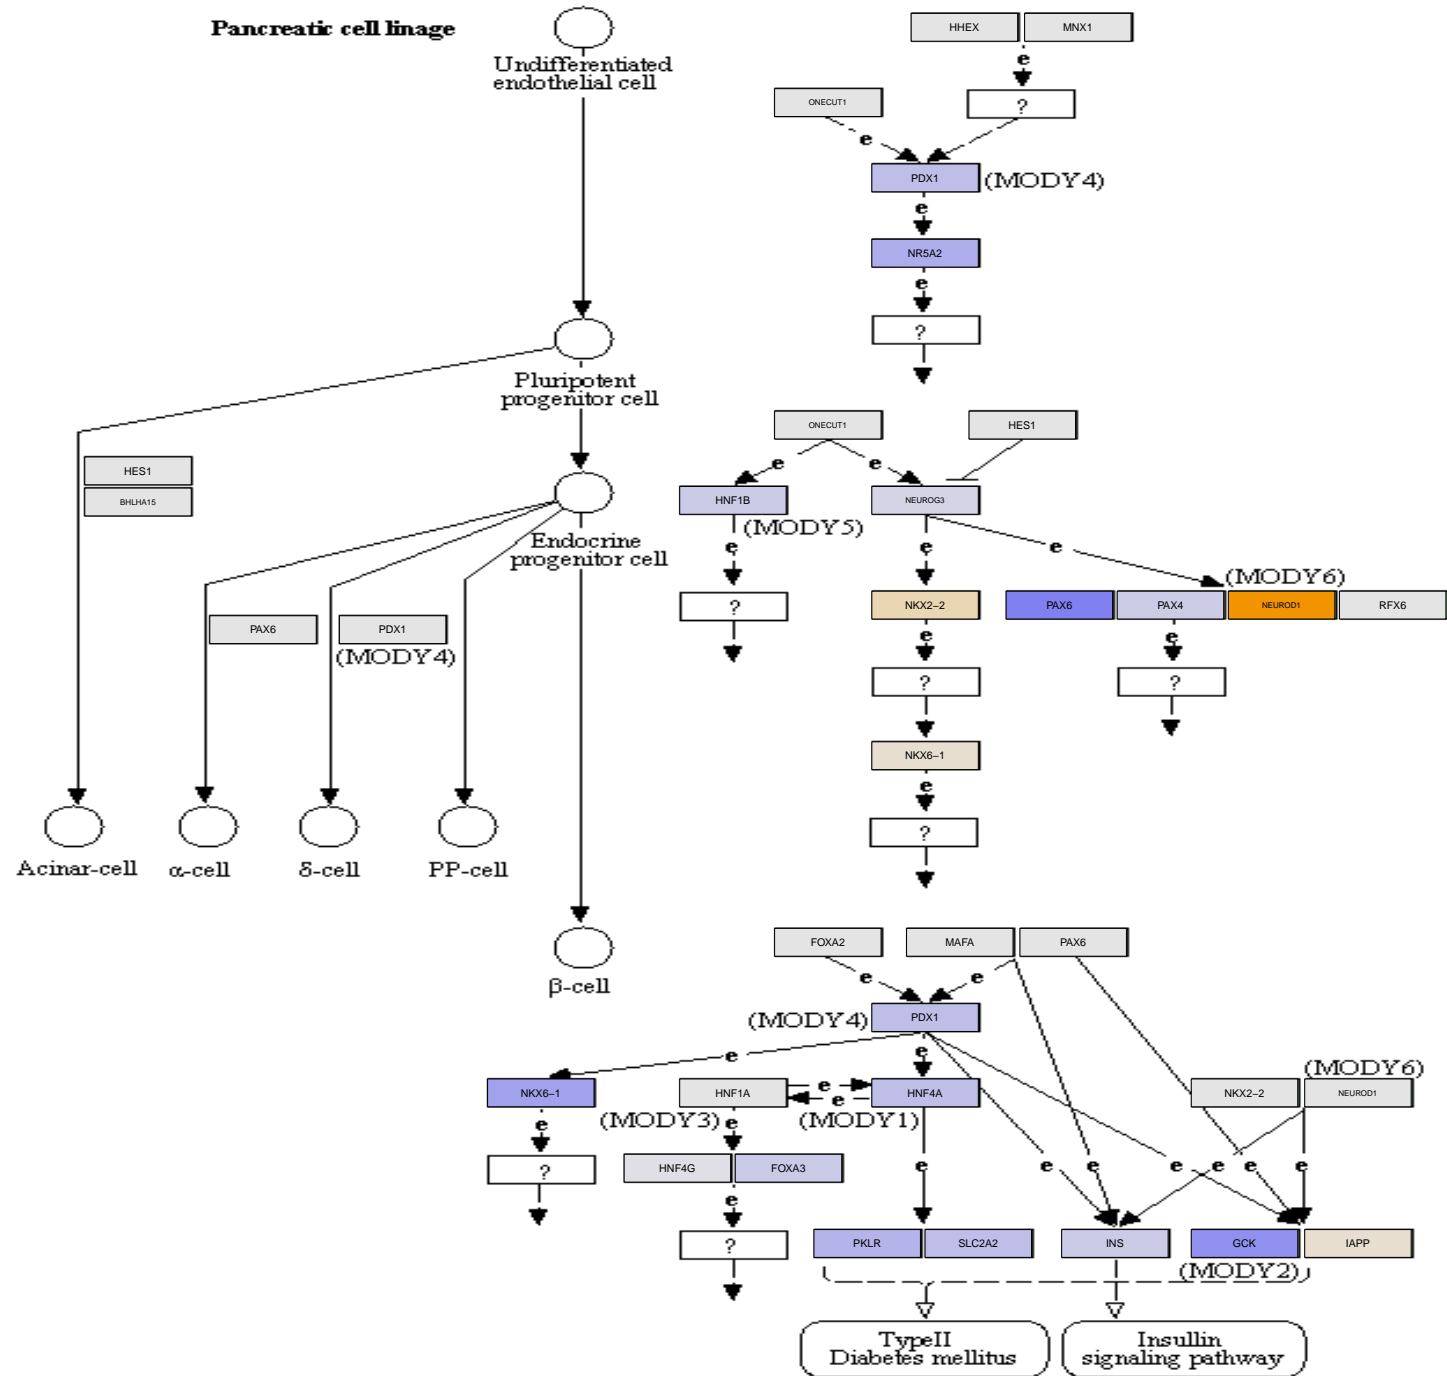 Pancreatic cell linage
HHEX
MNX1
Undifferentiated
endothelial cell
e
ONECUT1
?
e
PDX1
(MODY4)
e
NR5A2
e
?
Pluripotent
progenitor cell
ONECUT1
HES1
HES1
BHLHA15
e
e
HNF1B
NEUROG3
(MODY5)
Endocrine
progenitor cell
e
e
e
(MODY6)
?
NKX2-2
PAX6
PAX4
NEUROD1
RFX6
PAX6
PDX1
(MODY4)
e
e
?
?
NKX6-1
e
?
Acinar-cell
α-cell
δ-cell
PP-cell
FOXA2
MAFA
PAX6
β-cell
e
e
(MODY4)
PDX1
e
e
(MODY6)
NKX6-1
HNF1A
e
e
HNF4A
NKX2-2
NEUROD1
e
(MODY3)
e
(MODY1)
?
HNF4G
FOXA3
e
e
e
e
e
e
e
e
?
PKLR
SLC2A2
INS
GCK
IAPP
(MODY2)
TypeII
Diabetes mellitus
Insullin
signaling pathway